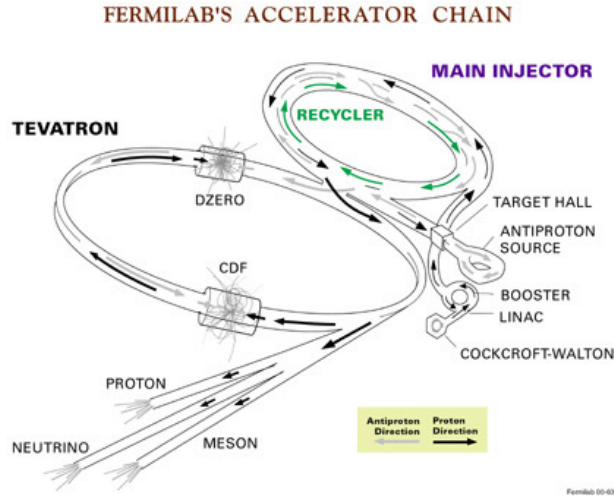 FERMILAB'S ACCELERATOR CHAIN
MAIN INJECTOR
RECYCLER
TEVATRON
DZERO
TARGET HALL
ANTIPROTON
SOURCE
CDF
BOOSTER
LINAC
COCKCROFT-WALTON
PROTON
NEUTRINO
MESON
Antiproton
Direction
Proton
Direction